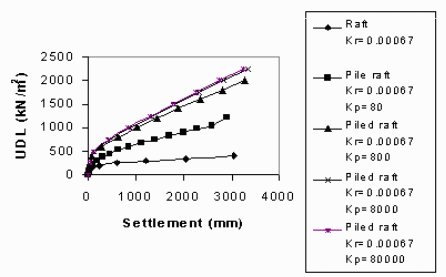 2500
2000
1500
1000
500
0
UDL (kN/m²)
0 1000 2000 3000 4000
Settlement (mm)
Raft
Kr=0.00067
Pile raft
Kr=0.00067
Kp=80
Piled raft
Kr=0.00067
Kp=800
Piled raft
Kr=0.00067
Kp=8000
Piled raft
Kr=0.00067
Kp=80000